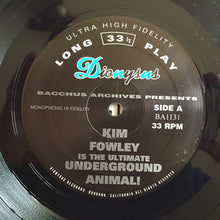 ULTRA HIGH FIDELITY
LONG 33⅓ PLAY
Dionysus
BACCHUS ARCHIVES PRESENTS
MONOPHONIC HI FIDELITY
SIDE A
BA1131
33 RPM
KIM
FOWLEY
IS THE ULTIMATE
UNDERGROUND
ANIMAL!